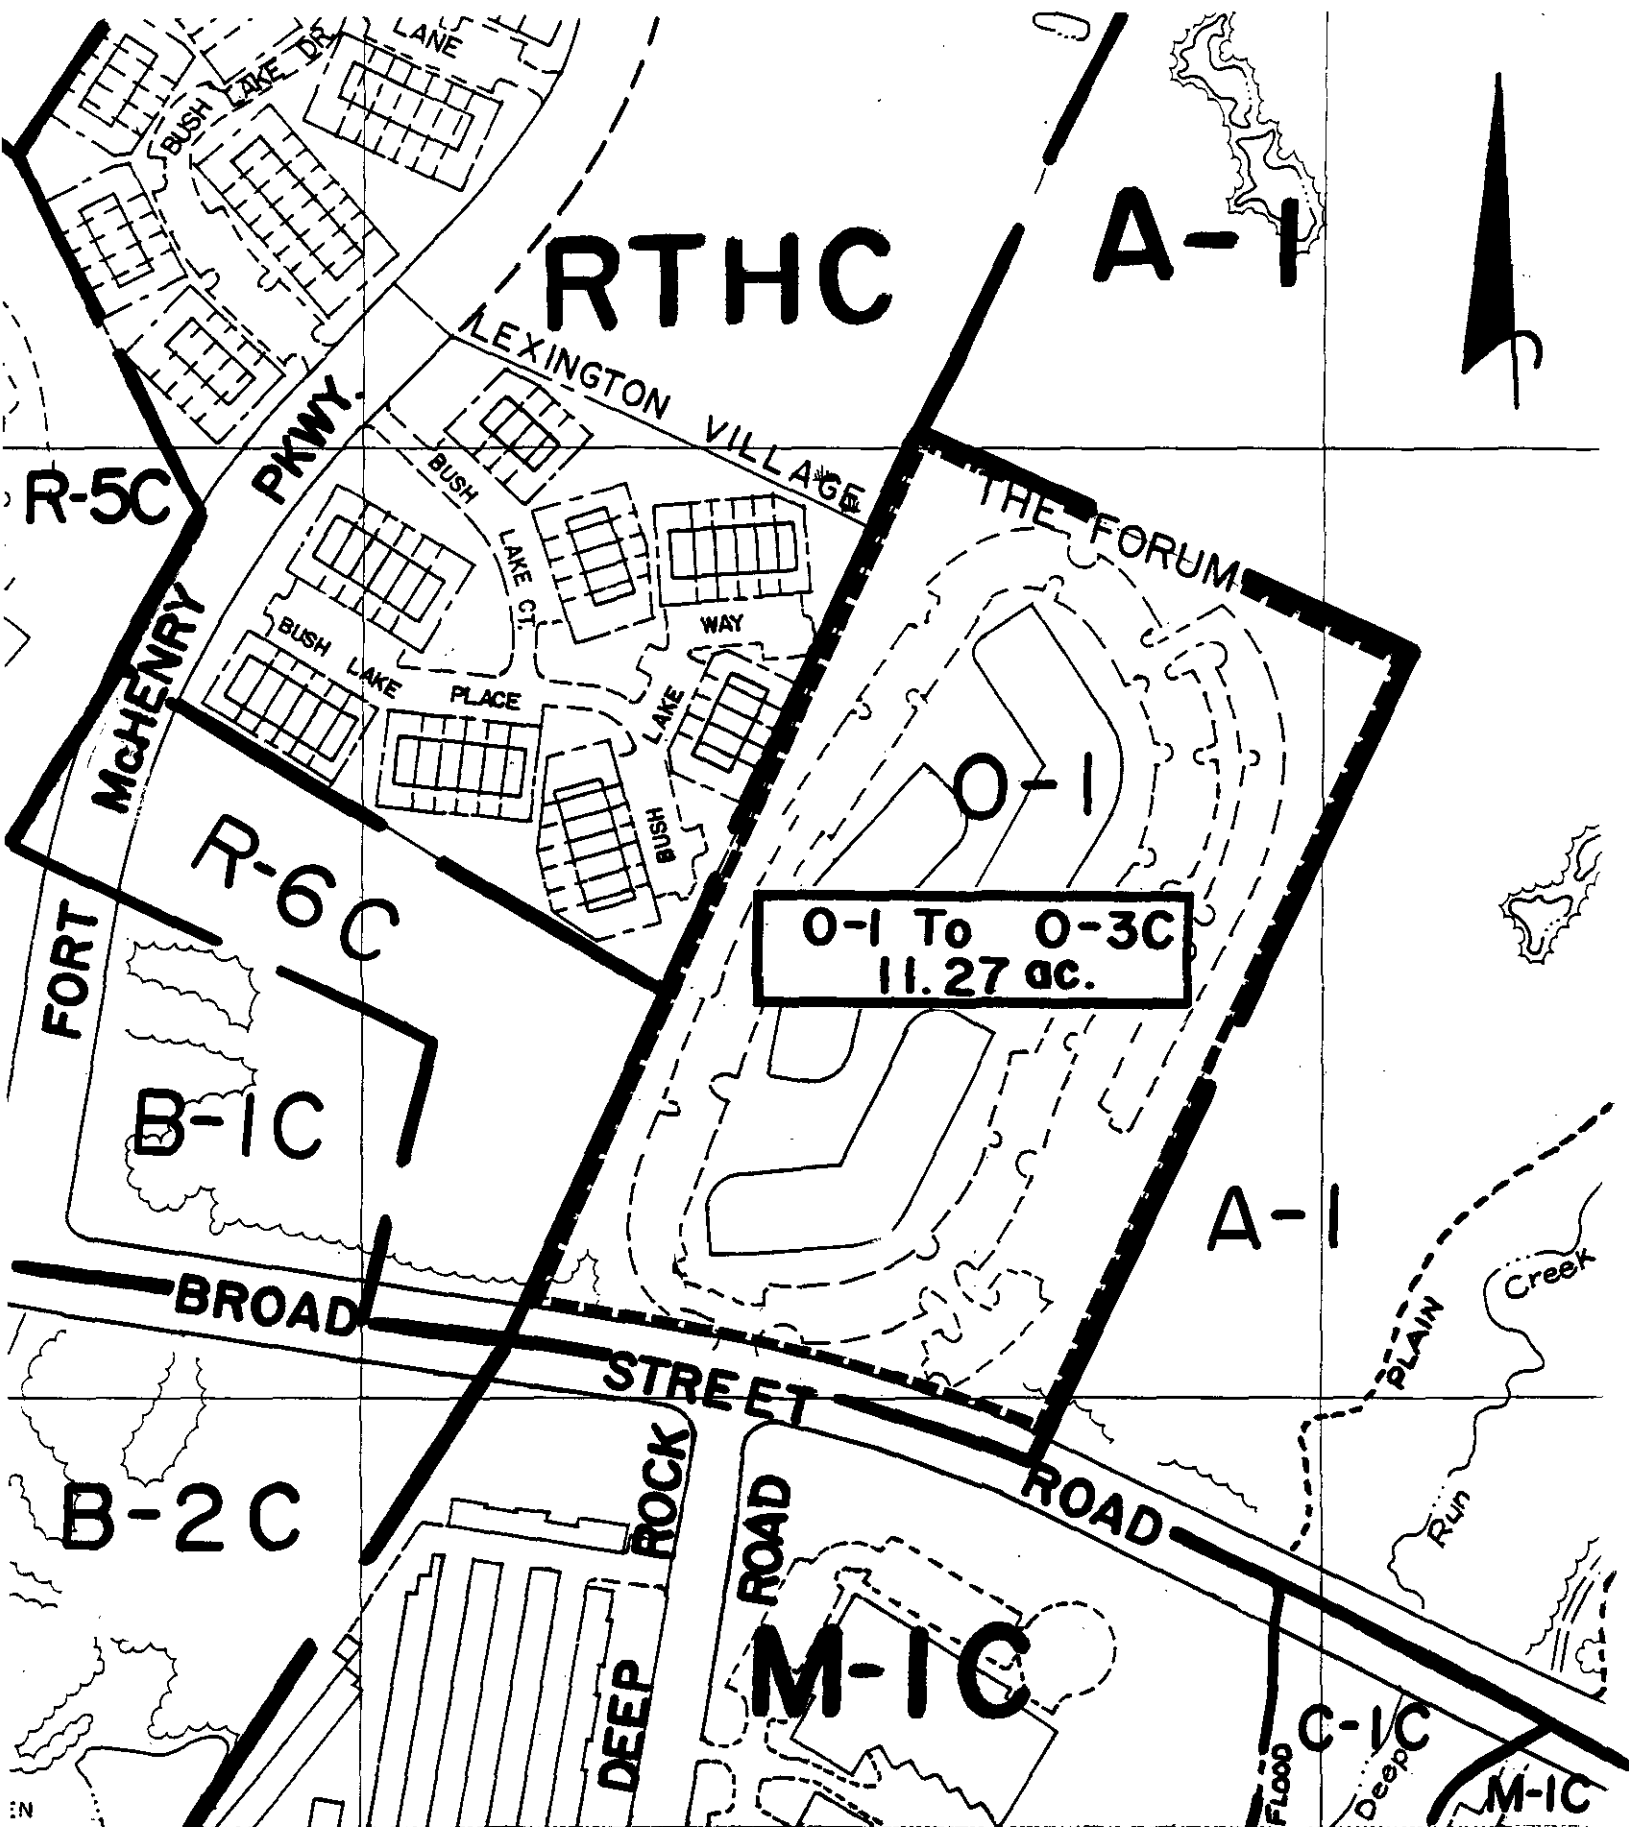 LANE
BUSH LAKE DR.
RTHC
A-1
LEXINGTON VILLAGE
PKWY.
R-5C
BUSH LAKE CT.
THE FORUM
WAY
BUSH LAKE PLACE
McHENRY
LAKE
BUSH
O-1
R-6C
FORT
O-1 To O-3C
11.27 ac.
B-1C
A-1
Creek
BROAD STREET ROAD
PLAIN
B-2C
ROCK
ROAD
Run
M-1C
DEEP
C-1C
FLOOD
Deep
M-1C
EN